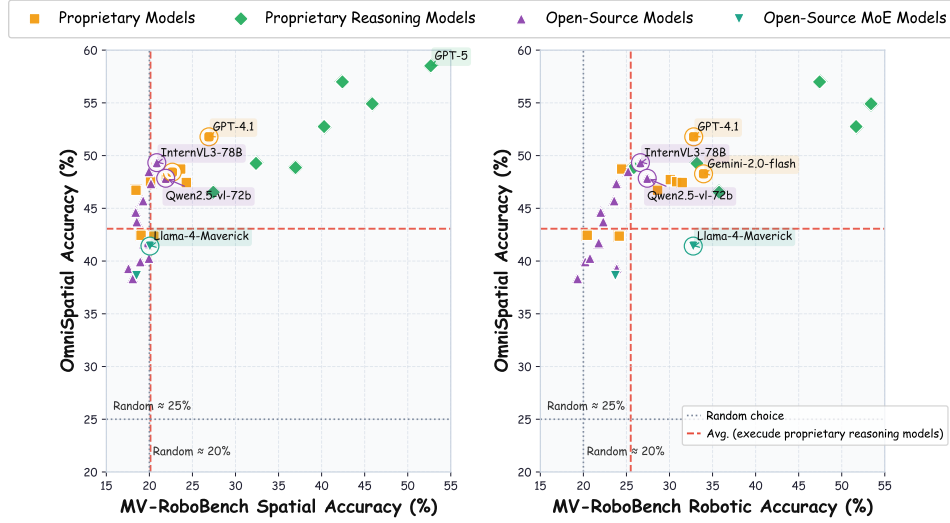 Proprietary Models
Proprietary Reasoning Models
Open-Source Models
Open-Source MoE Models
OmniSpatial Accuracy (%)
60
55
50
45
40
35
30
25
20
GPT-5
GPT-4.1
InternVL3-78B
Qwen2.5-vl-72b
Llama-4-Maverick
Random ≈ 25%
Random ≈ 20%
15 20 25 30 35 40 45 50 55
MV-RoboBench Spatial Accuracy (%)
OmniSpatial Accuracy (%)
60
55
50
45
40
35
30
25
20
GPT-4.1
InternVL3-78B
Gemini-2.0-flash
Qwen2.5-vl-72b
Llama-4-Maverick
Random ≈ 25%
Random choice
Avg. (execute proprietary reasoning models)
Random ≈ 20%
15 20 25 30 35 40 45 50 55
MV-RoboBench Robotic Accuracy (%)